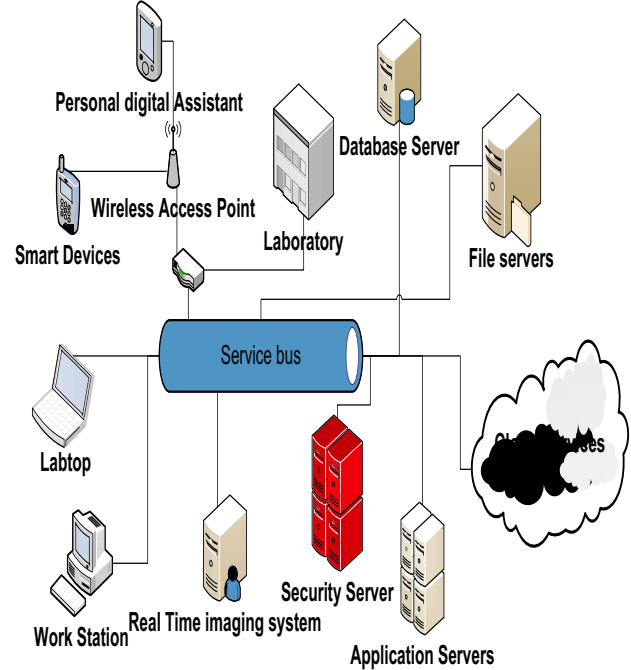 Personal digital Assistant
Database Server
Wireless Access Point
Laboratory
Smart Devices
File servers
Service bus
Labtop
Security Server
Real Time imaging system
Work Station
Application Servers